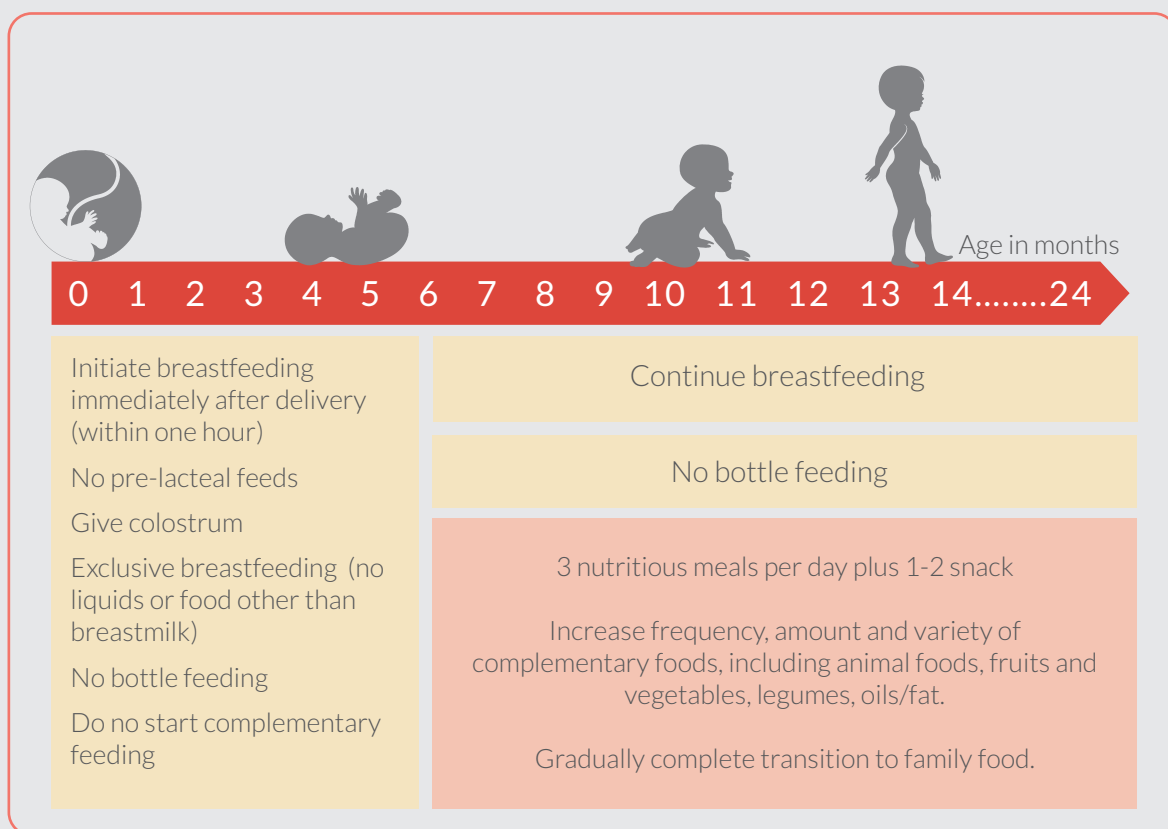 Age in months
0 1 2 3 4 5 6 7 8 9 10 11 12 13 14........24
Initiate breastfeeding
immediately after delivery
(within one hour)
No pre-lacteal feeds
Give colostrum
Exclusive breastfeeding (no
liquids or food other than
breastmilk)
No bottle feeding
Do no start complementary
feeding
Continue breastfeeding
No bottle feeding
3 nutritious meals per day plus 1-2 snack
Increase frequency, amount and variety of
complementary foods, including animal foods, fruits and
vegetables, legumes, oils/fat.
Gradually complete transition to family food.